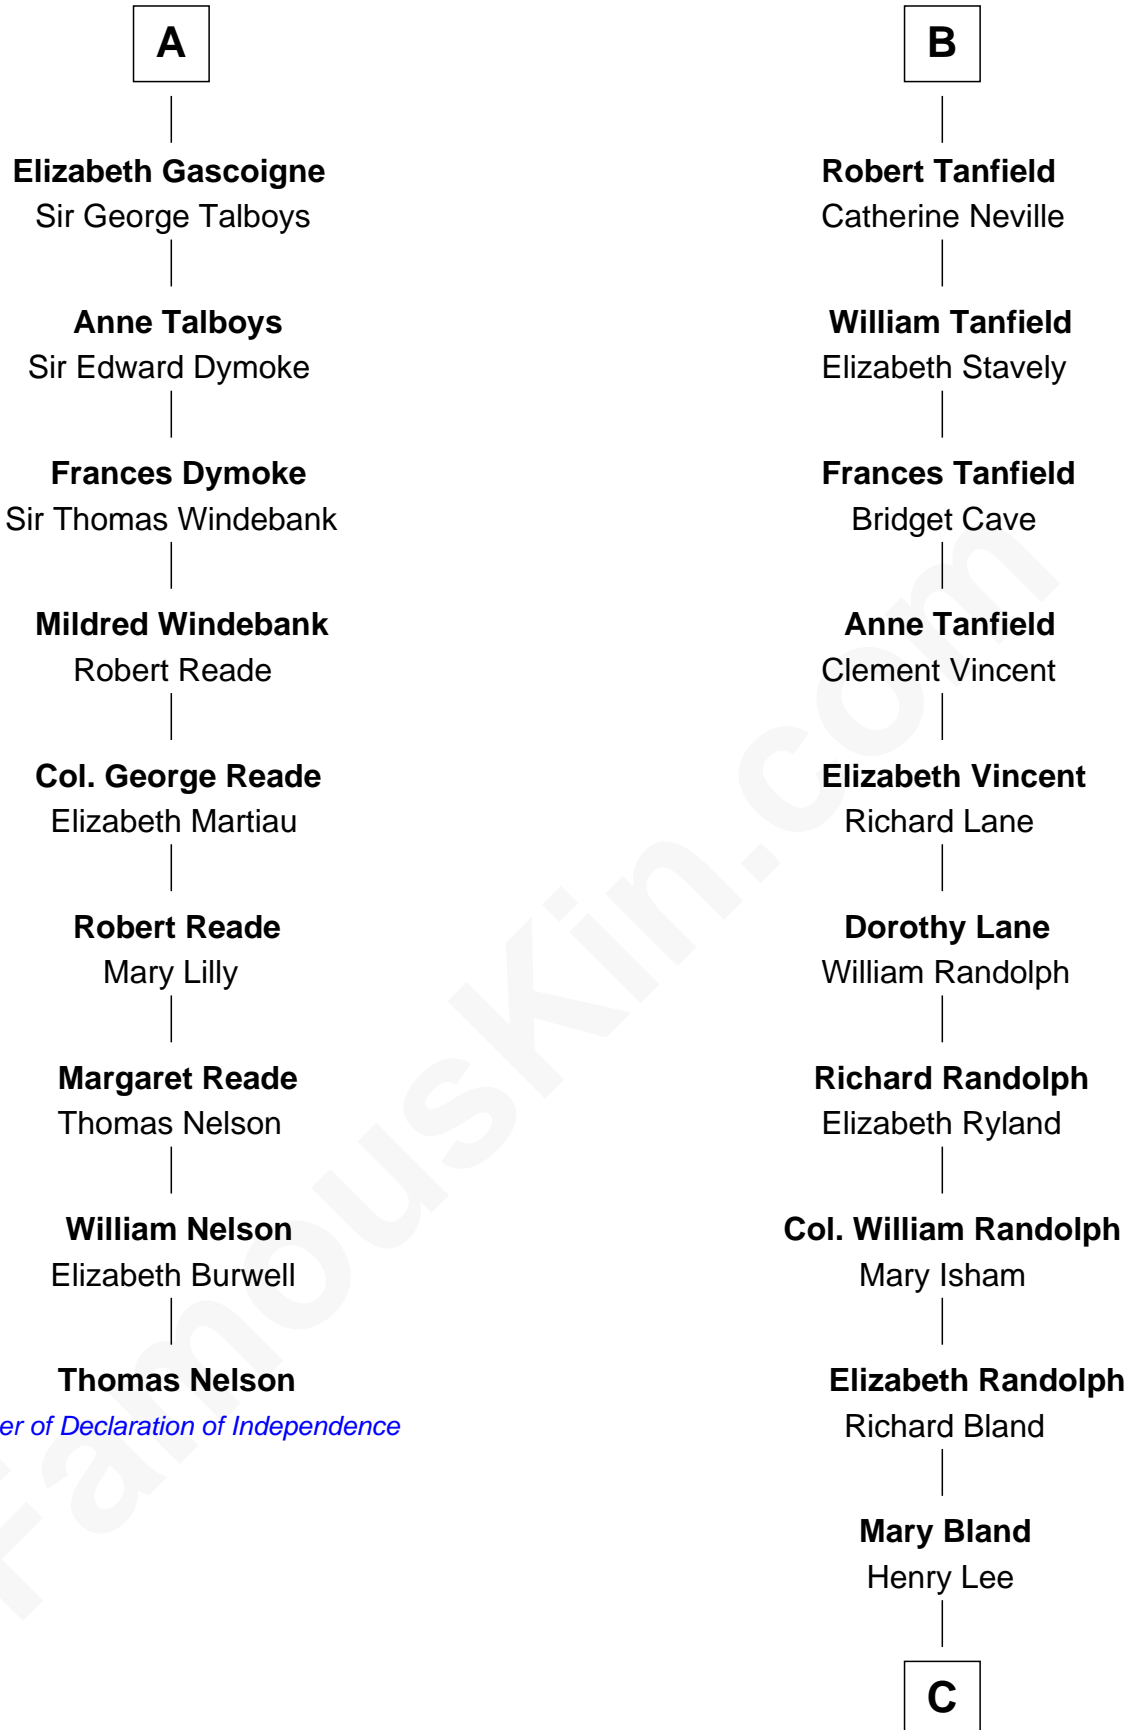 A
Elizabeth Gascoigne
Sir George Talboys
Anne Talboys
Sir Edward Dymoke
Frances Dymoke
Sir Thomas Windebank
Mildred Windebank
Robert Reade
Col. George Reade
Elizabeth Martiau
Robert Reade
Mary Lilly
Margaret Reade
Thomas Nelson
William Nelson
Elizabeth Burwell
Thomas Nelson
er of Declaration of Independence
B
Robert Tanfield
Catherine Neville
William Tanfield
Elizabeth Stavely
Frances Tanfield
Bridget Cave
Anne Tanfield
Clement Vincent
Elizabeth Vincent
Richard Lane
Dorothy Lane
William Randolph
Richard Randolph
Elizabeth Ryland
Col. William Randolph
Mary Isham
Elizabeth Randolph
Richard Bland
Mary Bland
Henry Lee
C
FamousKin.com